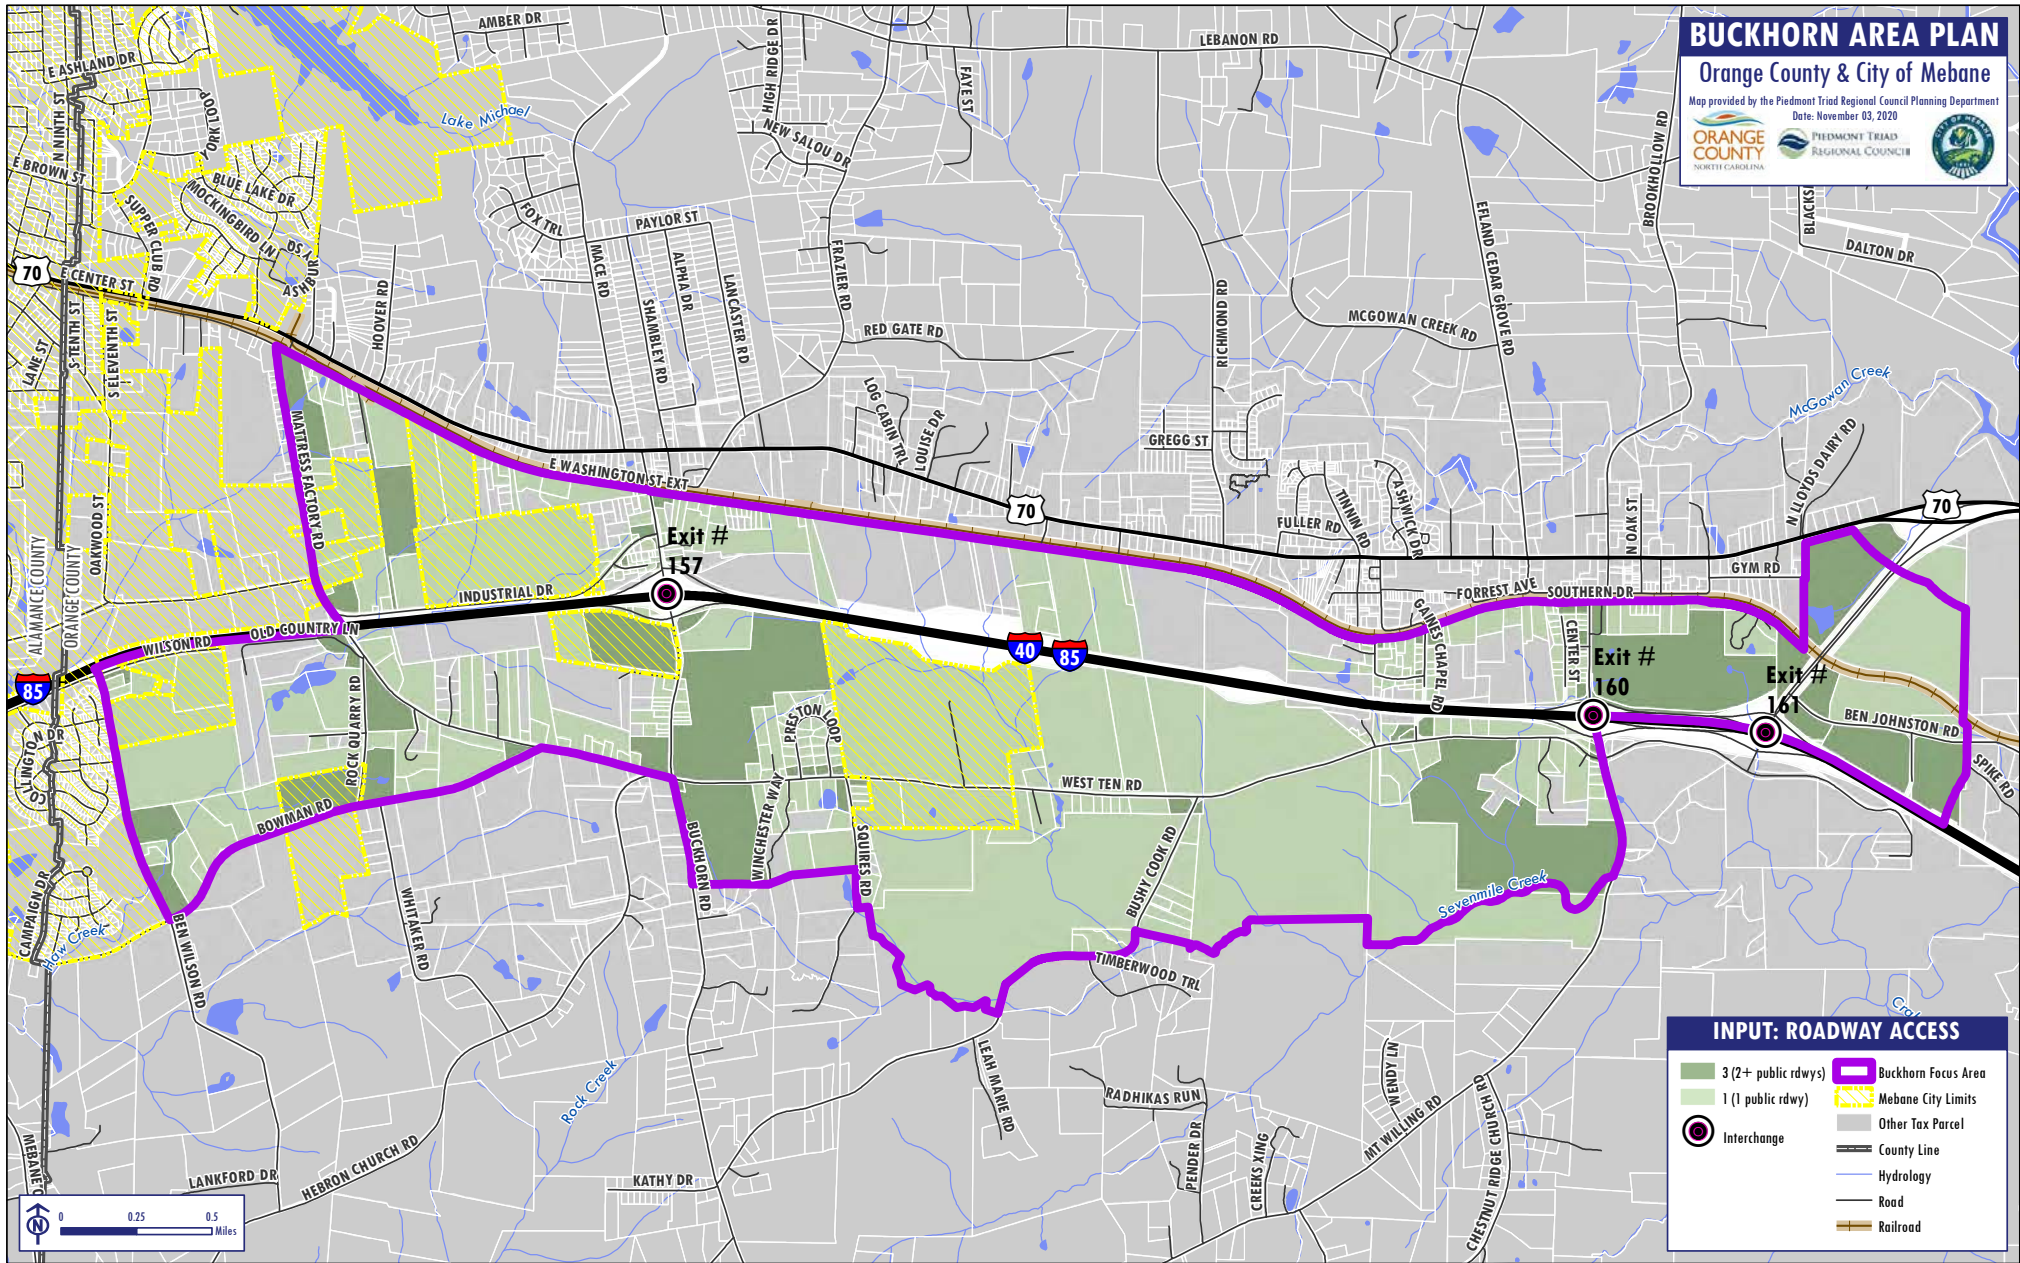 BUCKHORN AREA PLAN
Orange County & City of Mebane
Map provided by the Piedmont Triad Regional Council Planning Department
Date: November 03, 2020
ORANGE
COUNTY
NORTH CAROLINA
PIEDMONT TRIAD
REGIONAL COUNCIL
CITY OF MEBANE
AMBER DR
LEBANON RD
E ASHLAND DR
N NINTH ST
YORK LOOP
HIGH RIDGE DR
FAYE ST
Lake Michael
NEW SALOU DR
BROOKHOLLOW RD
E BROWN ST
BLUE LAKE DR
MOCKINGBIRD LN
SUPPER CLUB RD
FOX TRL
PAYLOR ST
EFLAND CEDAR GROVE RD
DALTON DR
70
E CENTER ST
MACE RD
ALPHA DR
LANCASTER RD
FRAZIER RD
HOOVER RD
SHAMBLEY RD
RED GATE RD
RICHMOND RD
MCGOWAN CREEK RD
LANE ST
S TENTH ST
S ELEVENTH ST
McGowan Creek
LOG CABIN TRL
LOUISE DR
GREGG ST
N LLOYDS DAIRY RD
MATTRESS FACTORY RD
E WASHINGTON ST EXT
70
TINNIN RD
ASHWICK DR
FULLER RD
N OAK ST
70
GYM RD
OAKWOOD ST
ALAMANCE COUNTY
ORANGE COUNTY
Exit #
157
INDUSTRIAL DR
FORREST AVE
SOUTHERN DR
GAINES CHAPEL RD
CENTER ST
OLD COUNTRY LN
WILSON RD
40
85
Exit #
160
Exit #
161
85
ROCK QUARRY RD
PRESTON LOOP
BEN JOHNSTON RD
SPIKE RD
COLLINGTON DR
BOWMAN RD
WEST TEN RD
WINCHESTER WAY
BUCKHORN RD
SQUIRES RD
BUSHY COOK RD
Sevenmile Creek
CAMPAIGN DR
Haw Creek
BEN WILSON RD
WHITAKER RD
TIMBERWOOD TRL
LEAH MARIE RD
Rock Creek
RADHIKAS RUN
WENDY LN
MT WILLING RD
PENDER DR
CREEKS XING
CHESTNUT RIDGE CHURCH RD
LANKFORD DR
HEBRON CHURCH RD
KATHY DR
N
0
0.25
0.5
Miles
INPUT: ROADWAY ACCESS
3 (2+ public rdwys)
1 (1 public rdwy)
Interchange
Buckhorn Focus Area
Mebane City Limits
Other Tax Parcel
County Line
Hydrology
Road
Railroad